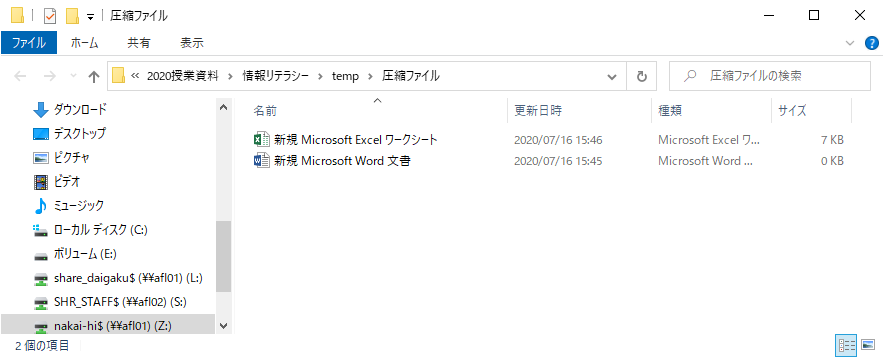 圧縮ファイル
ファイル ホーム 共有 表示
« 2020授業資料 › 情報リテラシー › temp › 圧縮ファイル 圧縮ファイルの検索
名前 更新日時 種類 サイズ
ダウンロード
新規 Microsoft Excel ワークシート 2020/07/16 15:46 Microsoft Excel ワ... 7 KB
デスクトップ
新規 Microsoft Word 文書 2020/07/16 15:45 Microsoft Word ... 0 KB
ピクチャ
ビデオ
ミュージック
ローカル ディスク (C:)
ボリューム (E:)
share_daigaku$ (¥¥afl01) (L:)
SHR_STAFF$ (¥¥afl02) (S:)
nakai-hi$ (¥¥afl01) (Z:)
2 個の項目